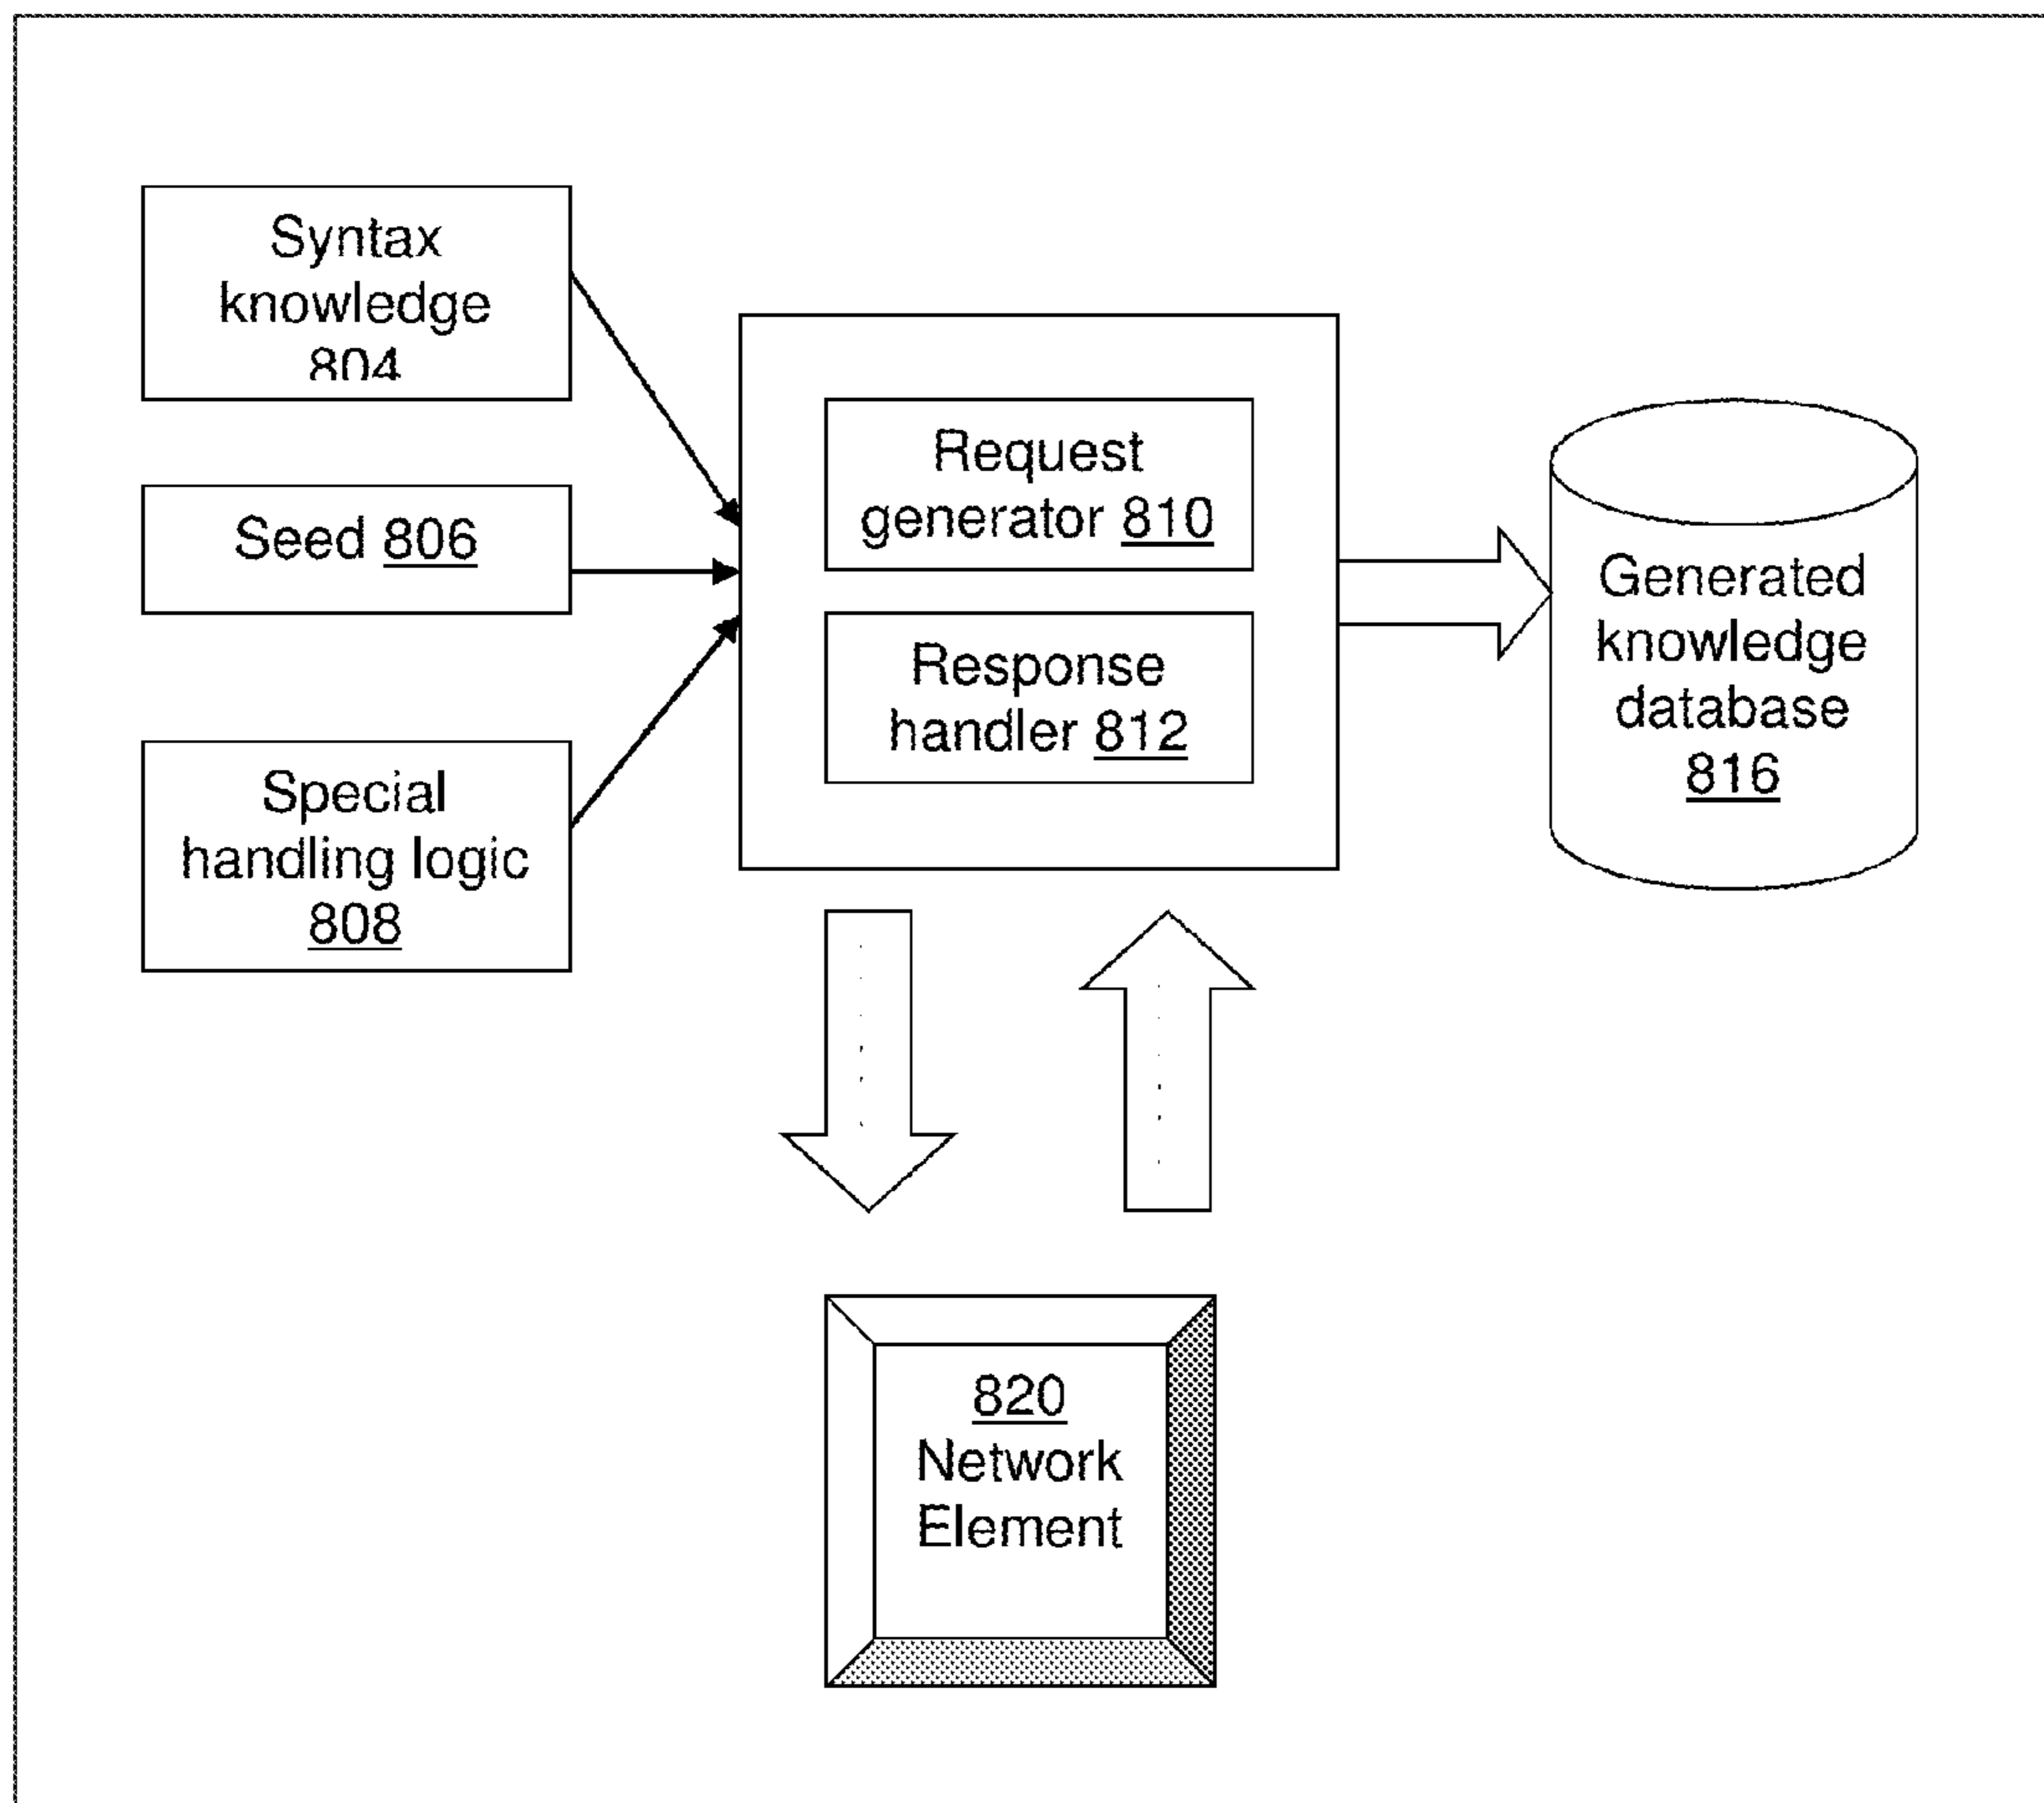 Syntax
knowledge
804
Seed 806
Special
handling logic
808
Request
generator 810
Response
handler 812
Generated
knowledge
database
816
820
Network
Element